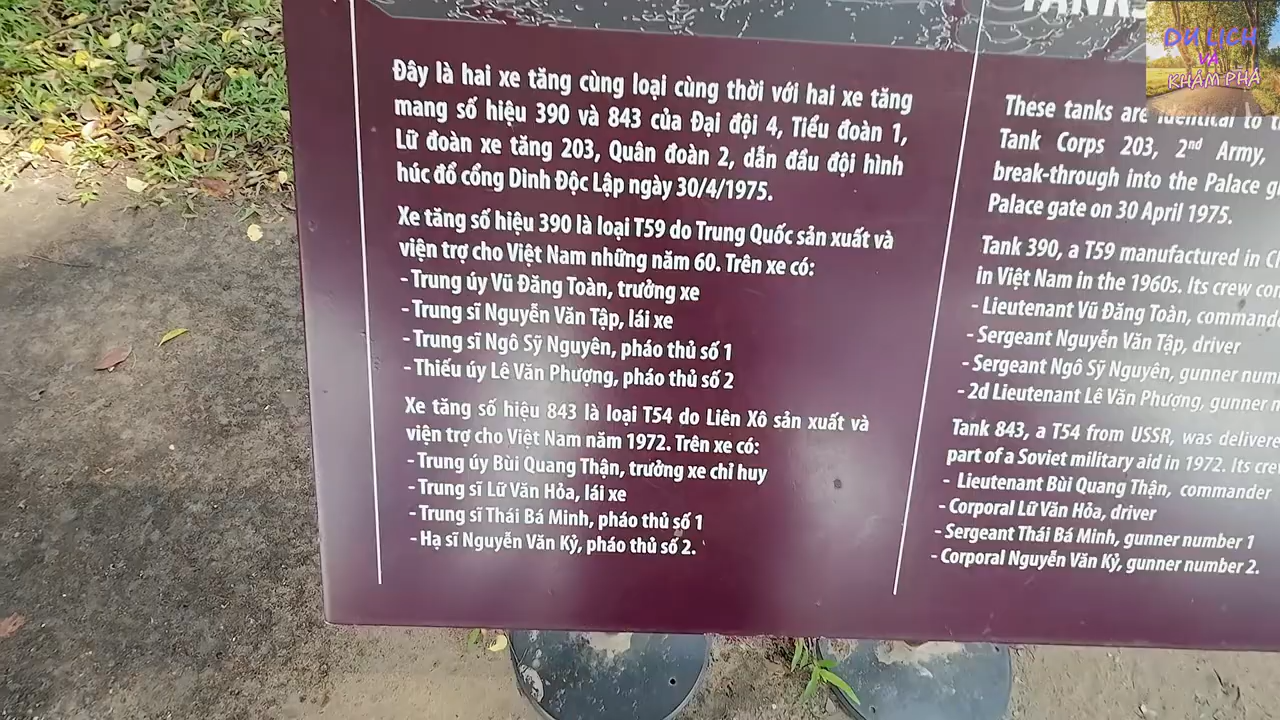 Đây là hai xe tăng cùng loại cùng thời với hai xe tăng
mang số hiệu 390 và 843 của Đại đội 4, Tiểu đoàn 1,
Lữ đoàn xe tăng 203, Quân đoàn 2, dẫn đầu đội hình
húc đổ cổng Dinh Độc Lập ngày 30/4/1975.
Xe tăng số hiệu 390 là loại T59 do Trung Quốc sản xuất và
viện trợ cho Việt Nam những năm 60. Trên xe có:
- Trung úy Vũ Đăng Toàn, trưởng xe
- Trung sĩ Nguyễn Văn Tập, lái xe
- Trung sĩ Ngô Sỹ Nguyên, pháo thủ số 1
- Thiếu úy Lê Văn Phượng, pháo thủ số 2
Xe tăng số hiệu 843 là loại T54 do Liên Xô sản xuất và
viện trợ cho Việt Nam năm 1972. Trên xe có:
- Trung úy Bùi Quang Thận, trưởng xe chỉ huy
- Trung sĩ Lữ Văn Hỏa, lái xe
- Trung sĩ Thái Bá Minh, pháo thủ số 1
- Hạ sĩ Nguyễn Văn Kỷ, pháo thủ số 2.
TANKS
These tanks are identical to
Tank Corps 203, 2nd Army,
break-through into the Palace
Palace gate on 30 April 1975.
Tank 390, a T59 manufactured in
in Việt Nam in the 1960s. Its crew
- Lieutenant Vũ Đăng Toàn,
- Sergeant Nguyễn Văn Tập, driver
- Sergeant Ngô Sỹ Nguyên, gunner
- 2d Lieutenant Lê Văn Phượng, gunner
Tank 843, a T54 from USSR, was
part of a Soviet military aid in 1972. Its
- Lieutenant Bùi Quang Thận, commander
- Corporal Lữ Văn Hỏa, driver
- Sergeant Thái Bá Minh, gunner number 1
- Corporal Nguyễn Văn Kỷ, gunner number 2.
DU LỊCH
VÀ
KHÁM PHÁ